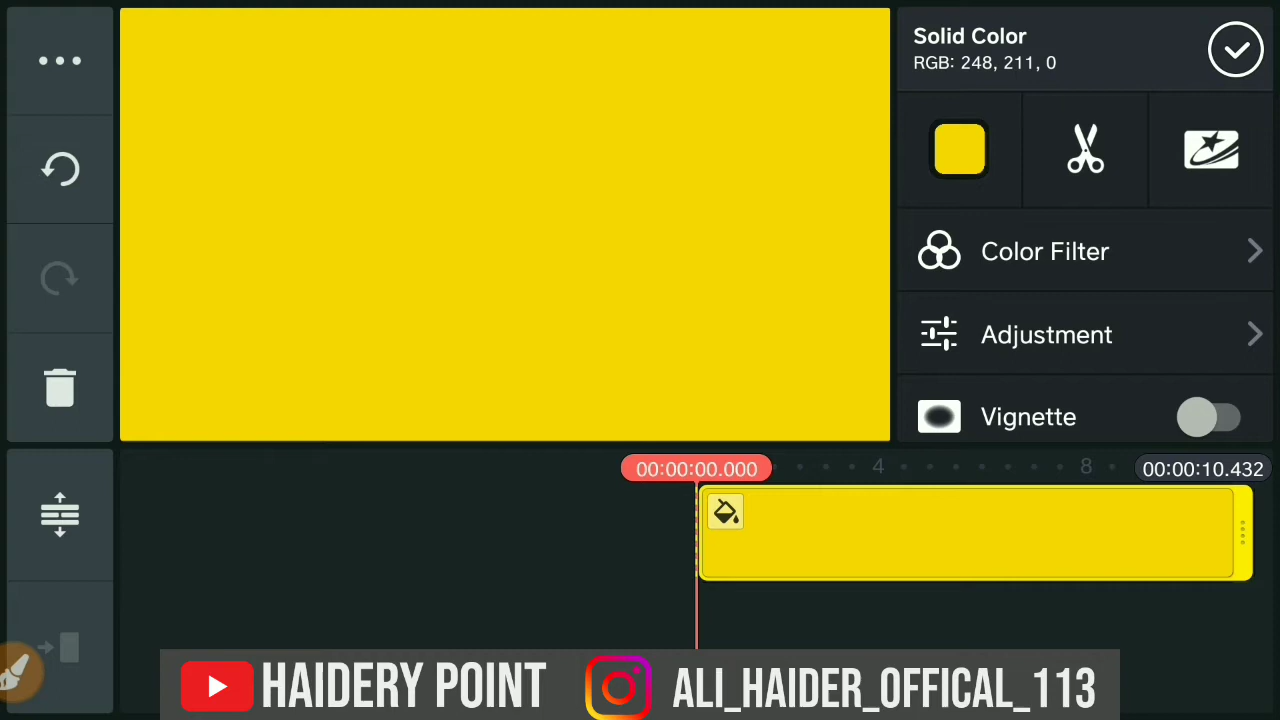 Solid Color
RGB: 248, 211, 0
Color Filter
Adjustment
Vignette
00:00:00.000
4
8
00:00:10.432
HAIDERY POINT
ALI_HAIDER_OFFICAL_113